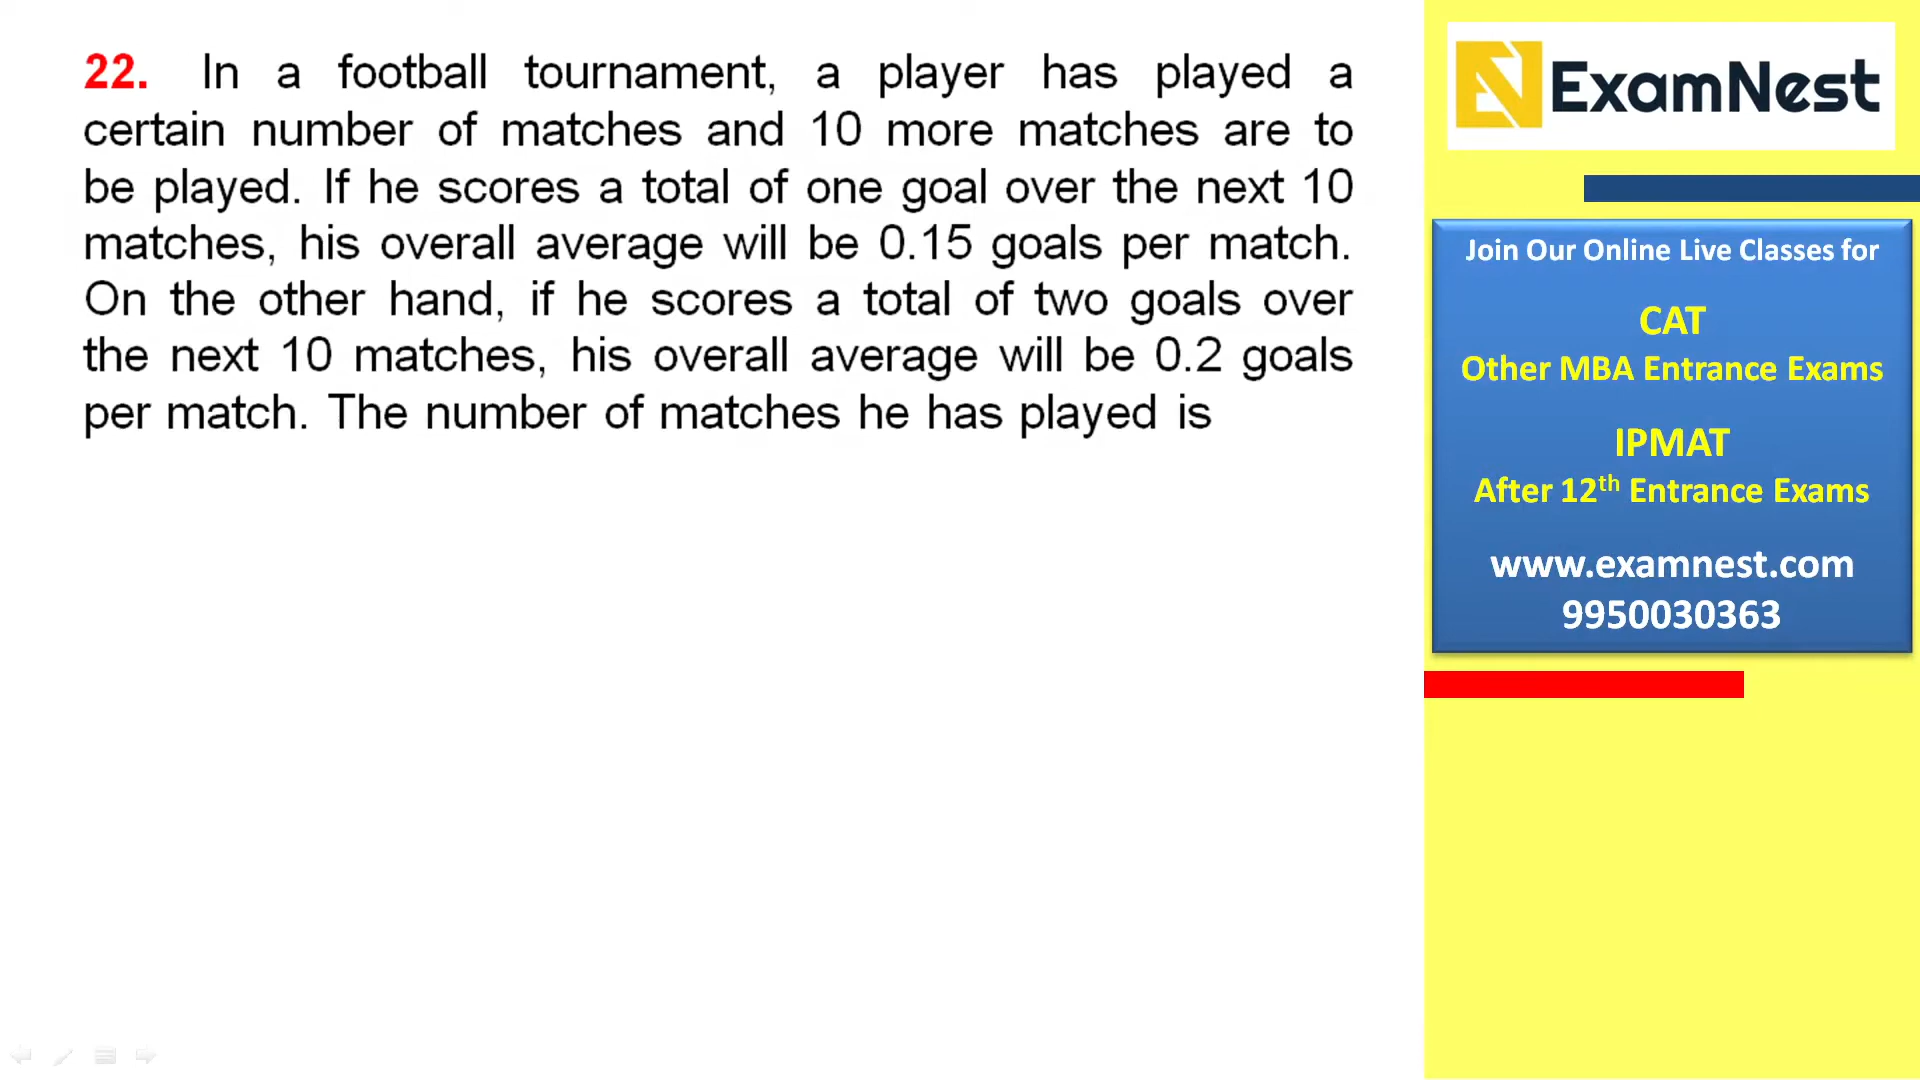 22. In a football tournament, a player has played a
certain number of matches and 10 more matches are to
be played. If he scores a total of one goal over the next 10
matches, his overall average will be 0.15 goals per match.
On the other hand, if he scores a total of two goals over
the next 10 matches, his overall average will be 0.2 goals
per match. The number of matches he has played is
ExamNest
Join Our Online Live Classes for
CAT
Other MBA Entrance Exams
IPMAT
After 12th Entrance Exams
www.examnest.com
9950030363